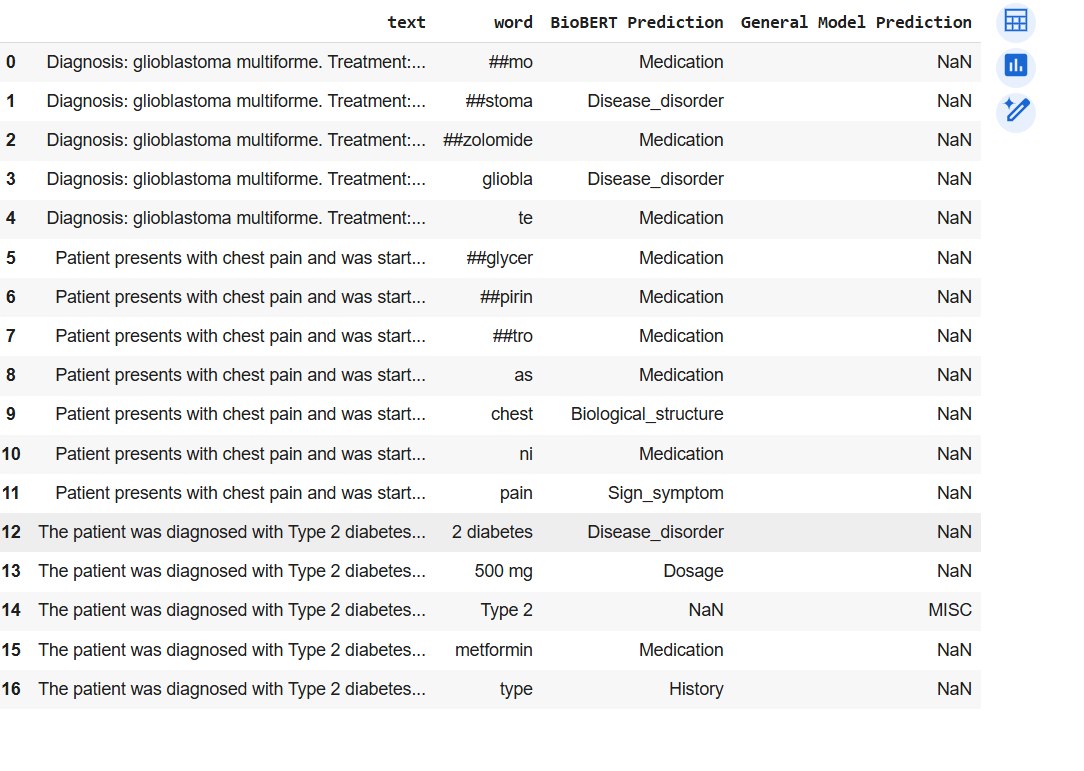 text word BioBERT Prediction General Model Prediction
0 Diagnosis: glioblastoma multiforme. Treatment:... ##mo Medication NaN
1 Diagnosis: glioblastoma multiforme. Treatment:... ##stoma Disease_disorder NaN
2 Diagnosis: glioblastoma multiforme. Treatment:... ##zolomide Medication NaN
3 Diagnosis: glioblastoma multiforme. Treatment:... gliobla Disease_disorder NaN
4 Diagnosis: glioblastoma multiforme. Treatment:... te Medication NaN
5 Patient presents with chest pain and was start... ##glycer Medication NaN
6 Patient presents with chest pain and was start... ##pirin Medication NaN
7 Patient presents with chest pain and was start... ##tro Medication NaN
8 Patient presents with chest pain and was start... as Medication NaN
9 Patient presents with chest pain and was start... chest Biological_structure NaN
10 Patient presents with chest pain and was start... ni Medication NaN
11 Patient presents with chest pain and was start... pain Sign_symptom NaN
12 The patient was diagnosed with Type 2 diabetes... 2 diabetes Disease_disorder NaN
13 The patient was diagnosed with Type 2 diabetes... 500 mg Dosage NaN
14 The patient was diagnosed with Type 2 diabetes... Type 2 NaN MISC
15 The patient was diagnosed with Type 2 diabetes... metformin Medication NaN
16 The patient was diagnosed with Type 2 diabetes... type History NaN